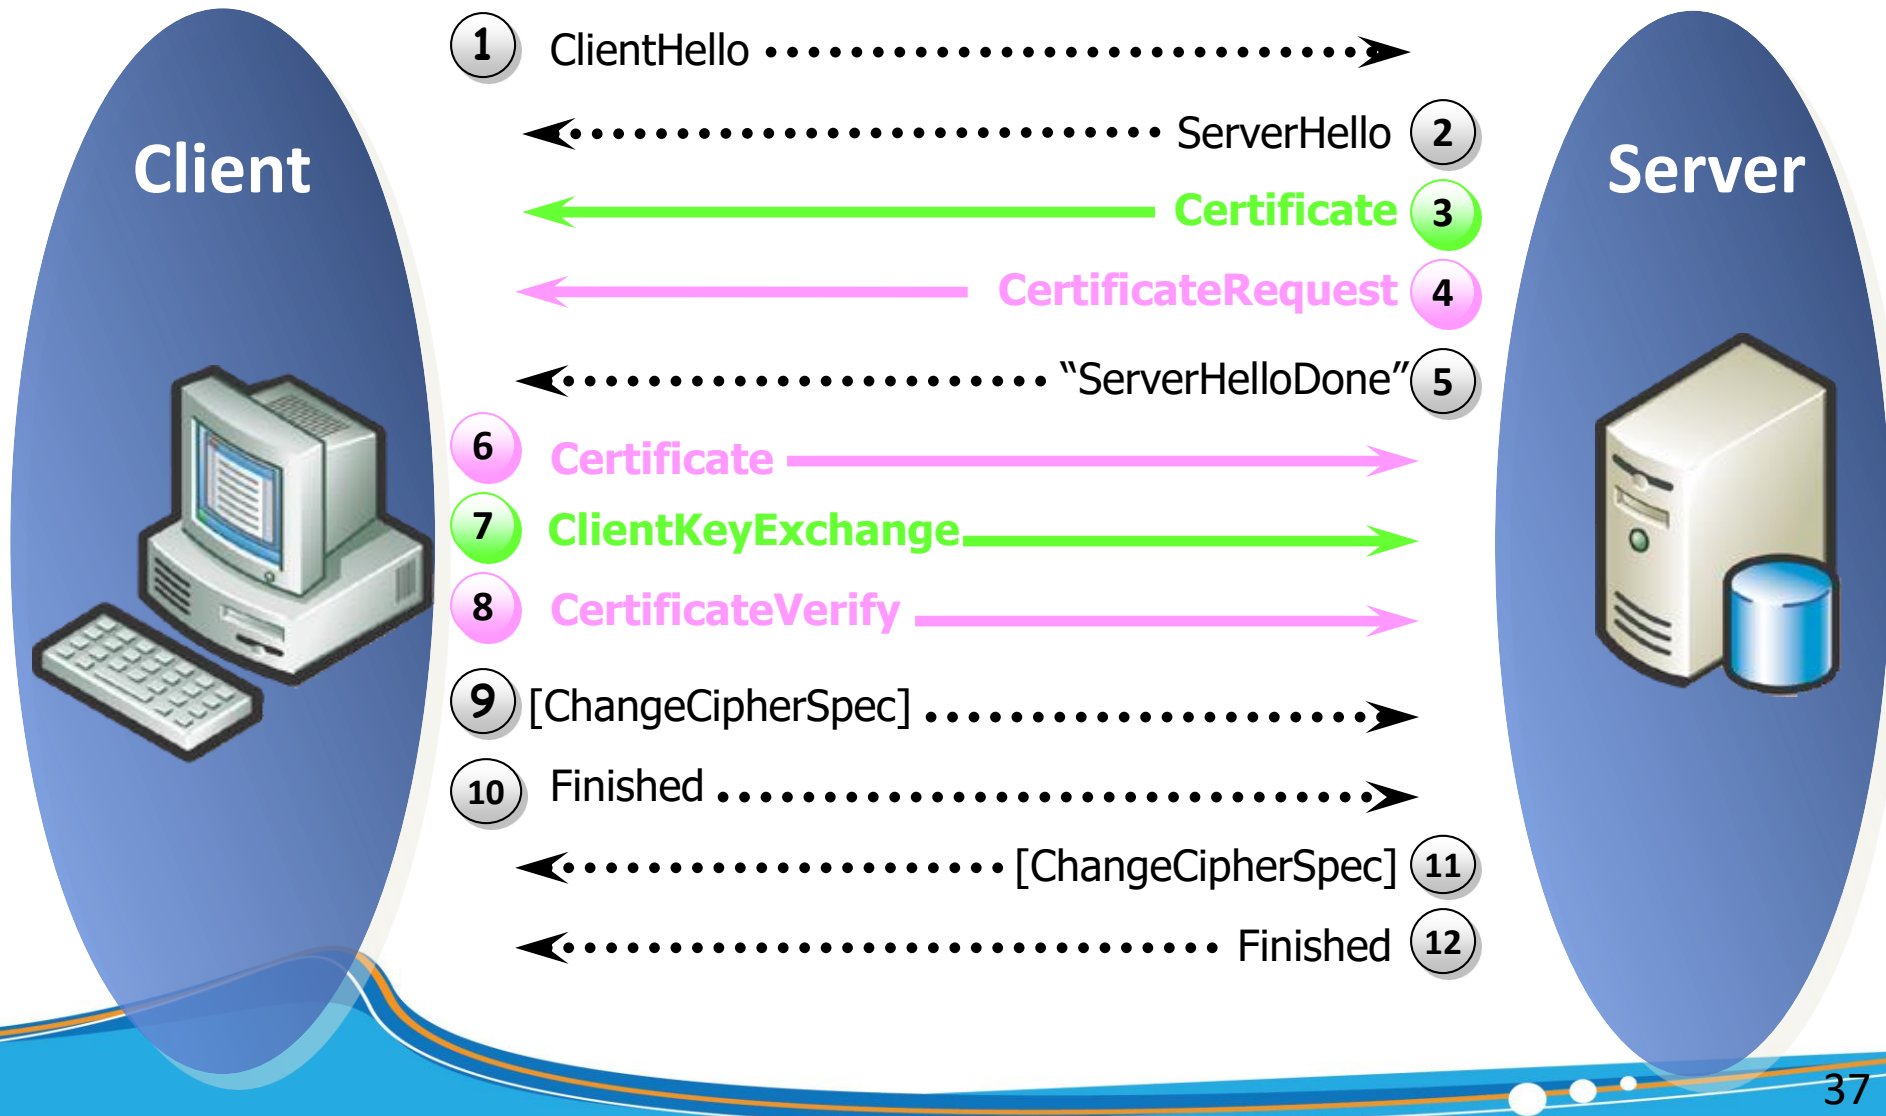 1 ClientHello
ServerHello 2
Client
Server
Certificate 3
CertificateRequest 4
“ServerHelloDone” 5
6 Certificate
7 ClientKeyExchange
8 CertificateVerify
9 [ChangeCipherSpec]
10 Finished
[ChangeCipherSpec] 11
Finished 12
37